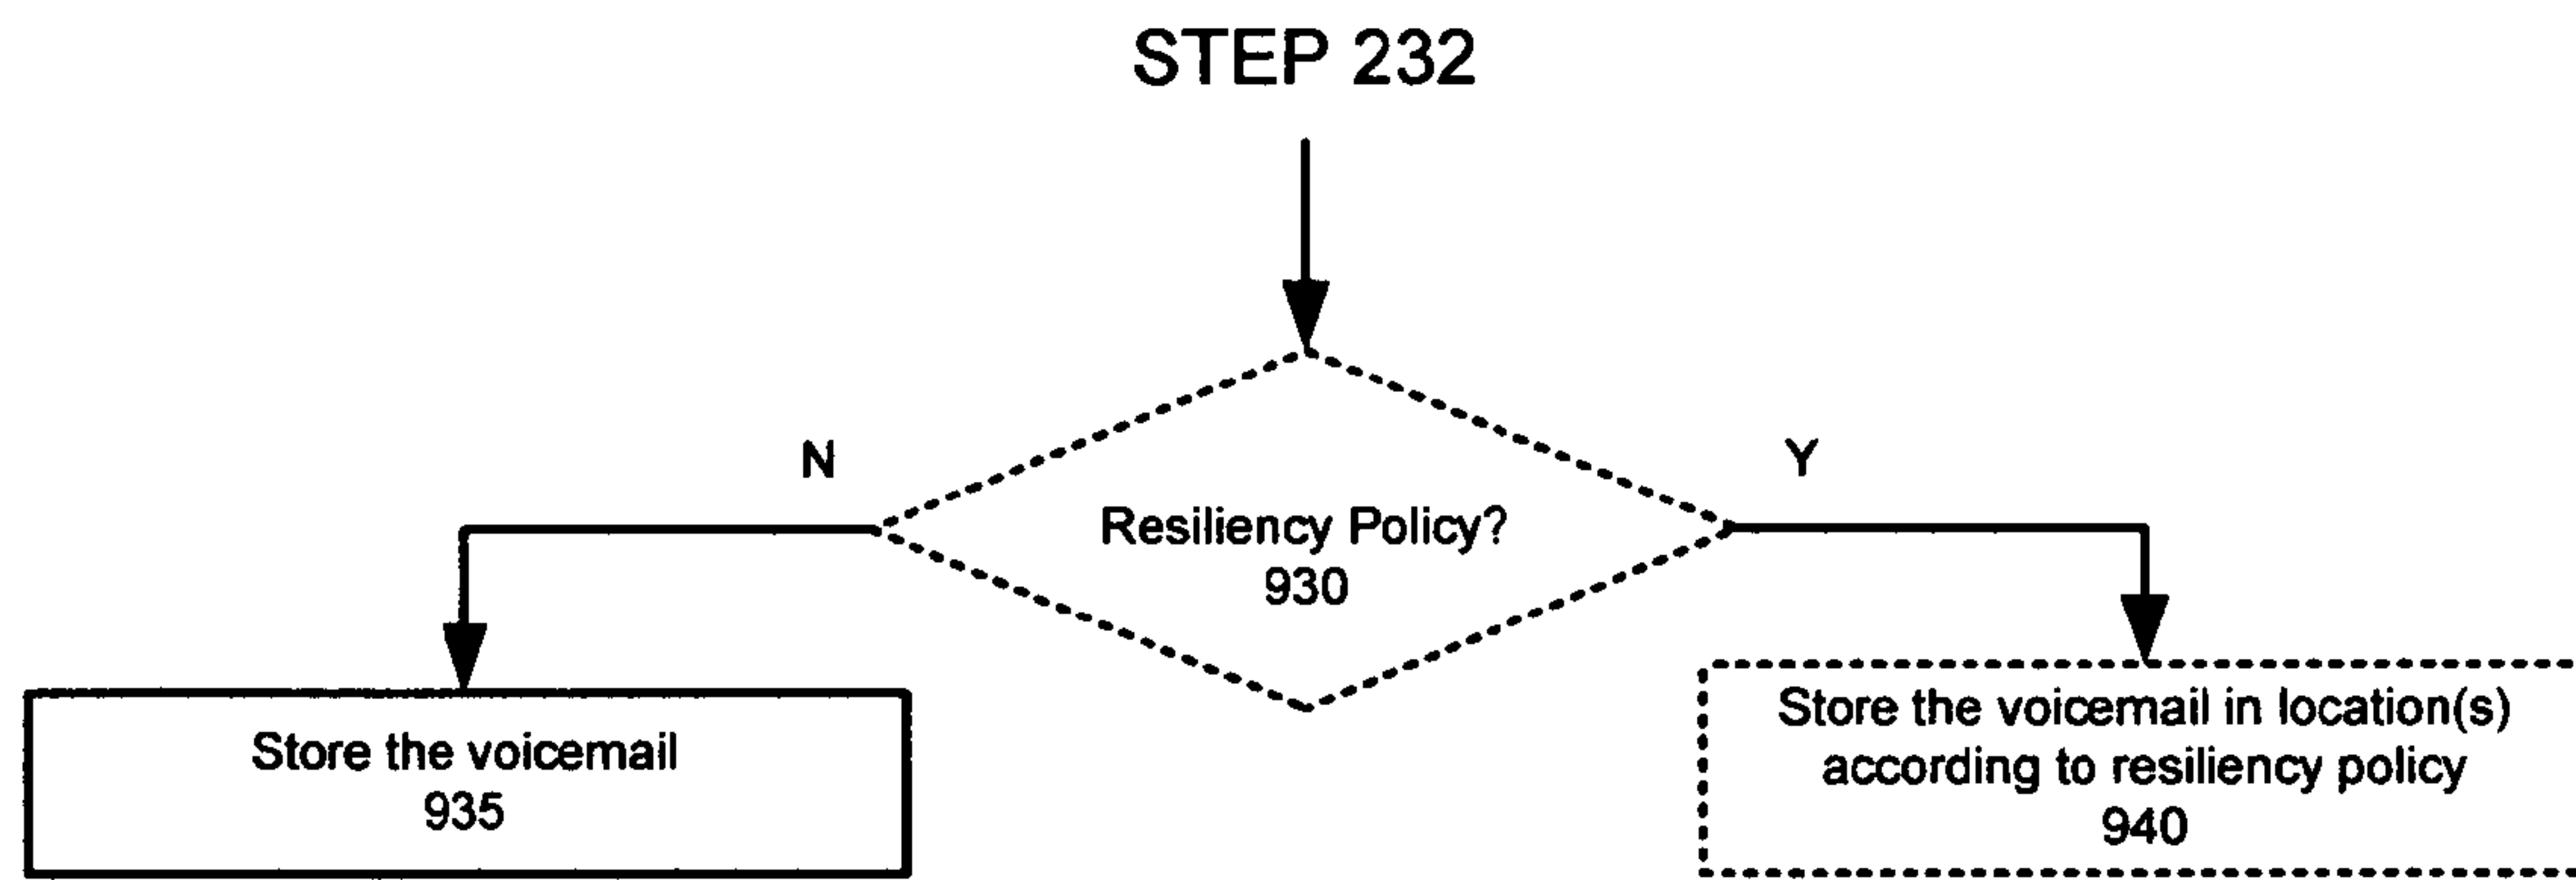 STEP 232
N
Y
Resiliency Policy?
930
Store the voicemail
935
Store the voicemail in location(s)
according to resiliency policy
940